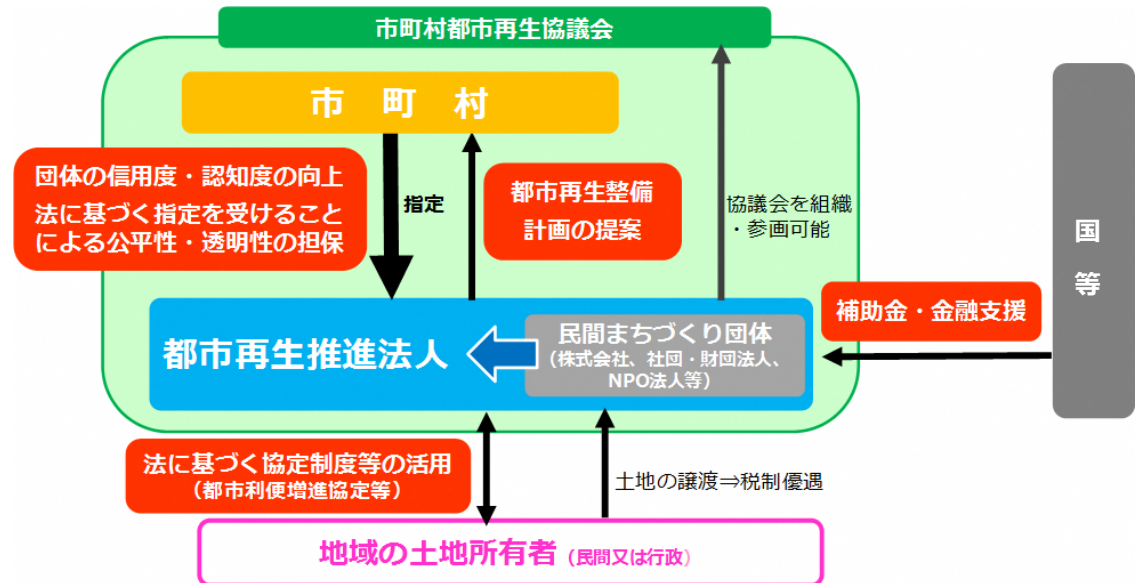 市町村都市再生協議会
市 町 村
団体の信用度・認知度の向上
法に基づく指定を受けること
による公平性・透明性の担保
指定
都市再生整備
計画の提案
協議会を組織
・参画可能
国
等
補助金・金融支援
都市再生推進法人
民間まちづくり団体
（株式会社、社団・財団法人、
NPO法人等）
法に基づく協定制度等の活用
（都市利便増進協定等）
土地の譲渡⇒税制優遇
地域の土地所有者（民間又は行政）